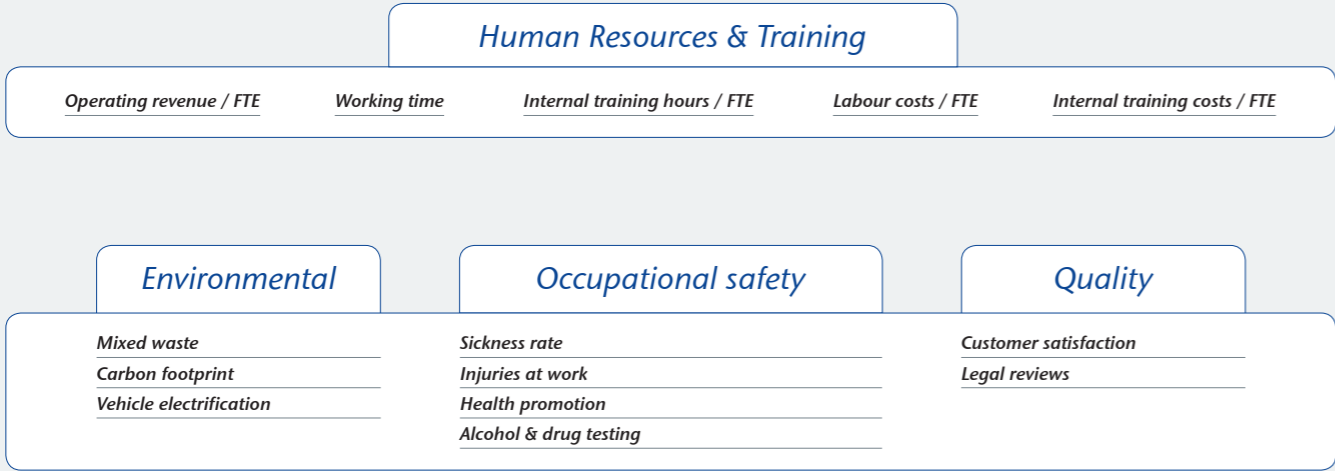 Human Resources & Training
Operating revenue / FTE
Working time
Internal training hours / FTE
Labour costs / FTE
Internal training costs / FTE
Environmental
Mixed waste
Carbon footprint
Vehicle electrification
Occupational safety
Sickness rate
Injuries at work
Health promotion
Alcohol & drug testing
Quality
Customer satisfaction
Legal reviews